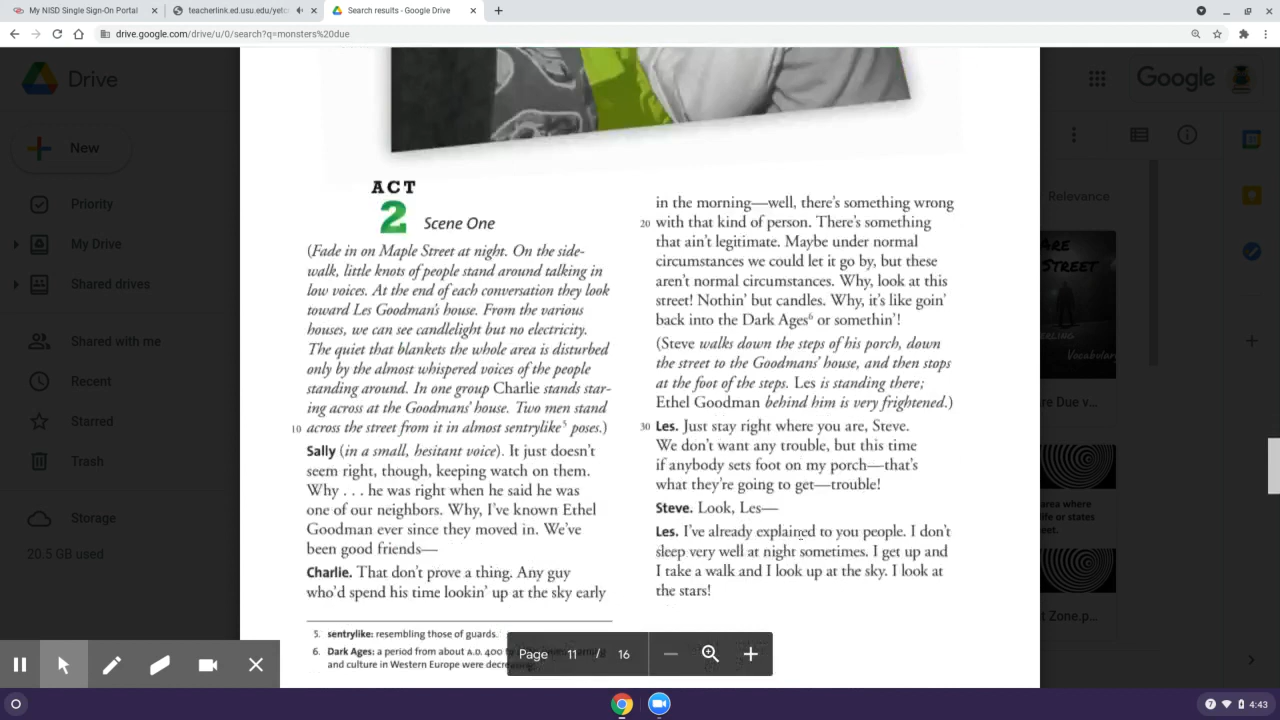 My NISD Single Sign-On Portal
teacherlink.ed.usu.edu/yetc
Search results - Google Drive
drive.google.com/drive/u/0/search?q=monsters%20due
Drive
Google
New
Priority
My Drive
Shared drives
Shared with me
Recent
Starred
Trash
Storage
20.5 GB used
ACT
2 Scene One
(Fade in on Maple Street at night. On the side-
walk, little knots of people stand around talking in
low voices. At the end of each conversation they look
toward Les Goodman's house. From the various
houses, we can see candlelight but no electricity.
The quiet that blankets the whole area is disturbed
only by the almost whispered voices of the people
standing around. In one group Charlie stands star-
ing across at the Goodmans' house. Two men stand
10 across the street from it in almost sentrylike5 poses.)
Sally (in a small, hesitant voice). It just doesn't
seem right, though, keeping watch on them.
Why . . . he was right when he said he was
one of our neighbors. Why, I've known Ethel
Goodman ever since they moved in. We've
been good friends—
Charlie. That don't prove a thing. Any guy
who'd spend his time lookin' up at the sky early
5. sentrylike: resembling those of guards.
6. Dark Ages: a period from about A.D. 400
and culture in Western Europe were
in the morning—well, there's something wrong
20 with that kind of person. There's something
that ain't legitimate. Maybe under normal
circumstances we could let it go by, but these
aren't normal circumstances. Why, look at this
street! Nothin' but candles. Why, it's like goin'
back into the Dark Ages6 or somethin'!
(Steve walks down the steps of his porch, down
the street to the Goodmans' house, and then stops
at the foot of the steps. Les is standing there;
Ethel Goodman behind him is very frightened.)
30 Les. Just stay right where you are, Steve.
We don't want any trouble, but this time
if anybody sets foot on my porch—that's
what they're going to get—trouble!
Steve. Look, Les—
Les. I've already explained to you people. I don't
sleep very well at night sometimes. I get up and
I take a walk and I look up at the sky. I look at
the stars!
Relevance
ARE
STREET
ERLING
Vocabulary
re Due v...
area where
life or states
eet.
t Zone.p...
Page 11 / 16
7
4:43